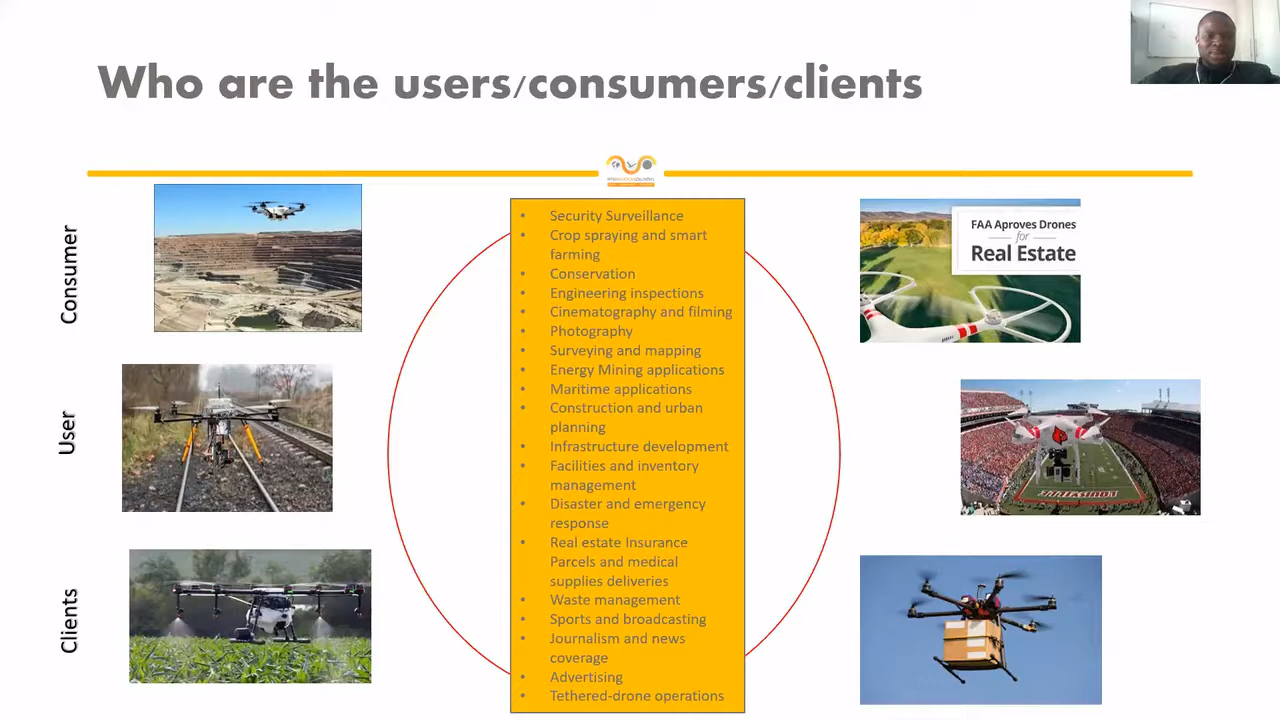 Who are the users/consumers/clients
Consumer
User
Clients
• Security Surveillance
• Crop spraying and smart
farming
• Conservation
• Engineering inspections
• Cinematography and filming
• Photography
• Surveying and mapping
• Energy Mining applications
• Maritime applications
• Construction and urban
planning
• Infrastructure development
• Facilities and inventory
management
• Disaster and emergency
response
• Real estate Insurance
Parcels and medical
supplies deliveries
• Waste management
• Sports and broadcasting
• Journalism and news
coverage
• Advertising
• Tethered-drone operations
FAA Aproves Drones
for
Real Estate